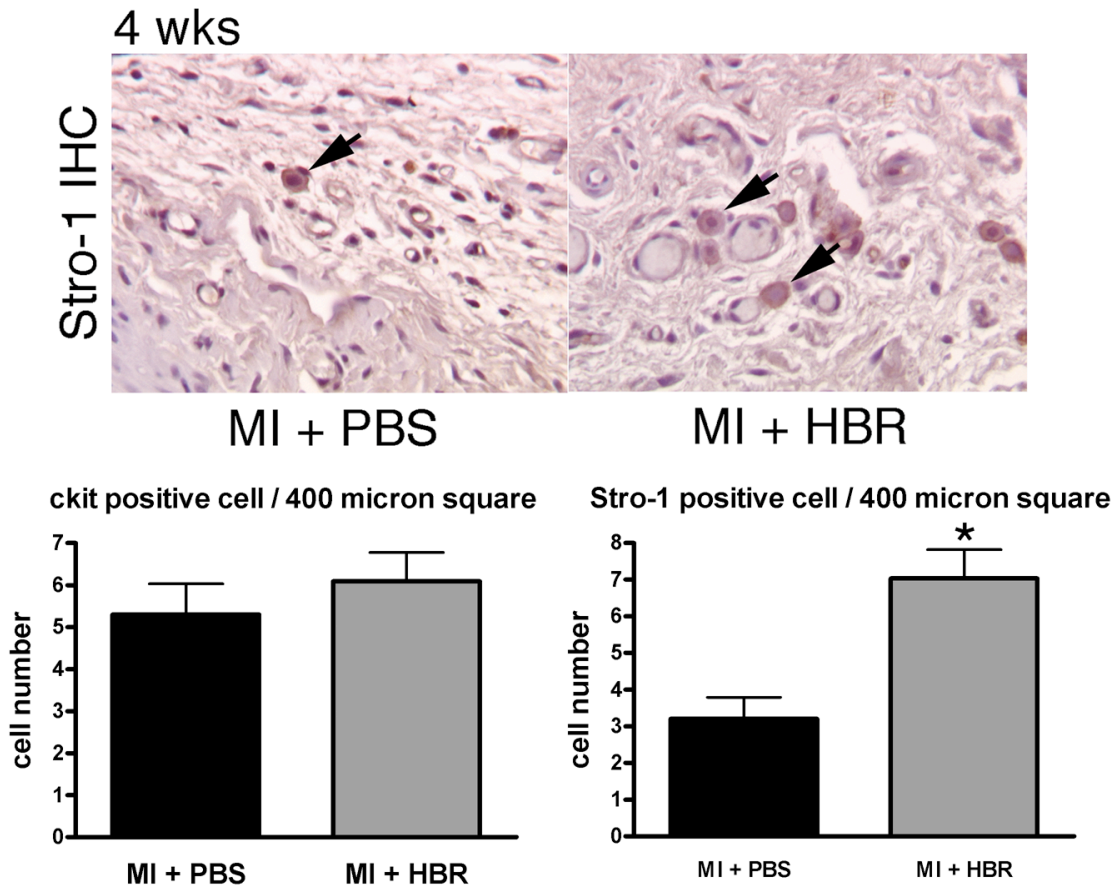 4 wks
Stro-1 IHC
MI + PBS
MI + HBR
ckit positive cell / 400 micron square
cell number
7
6
5
4
3
2
1
0
MI + PBS
MI + HBR
Stro-1 positive cell / 400 micron square
*
cell number
8
7
6
5
4
3
2
1
0
MI + PBS
MI + HBR